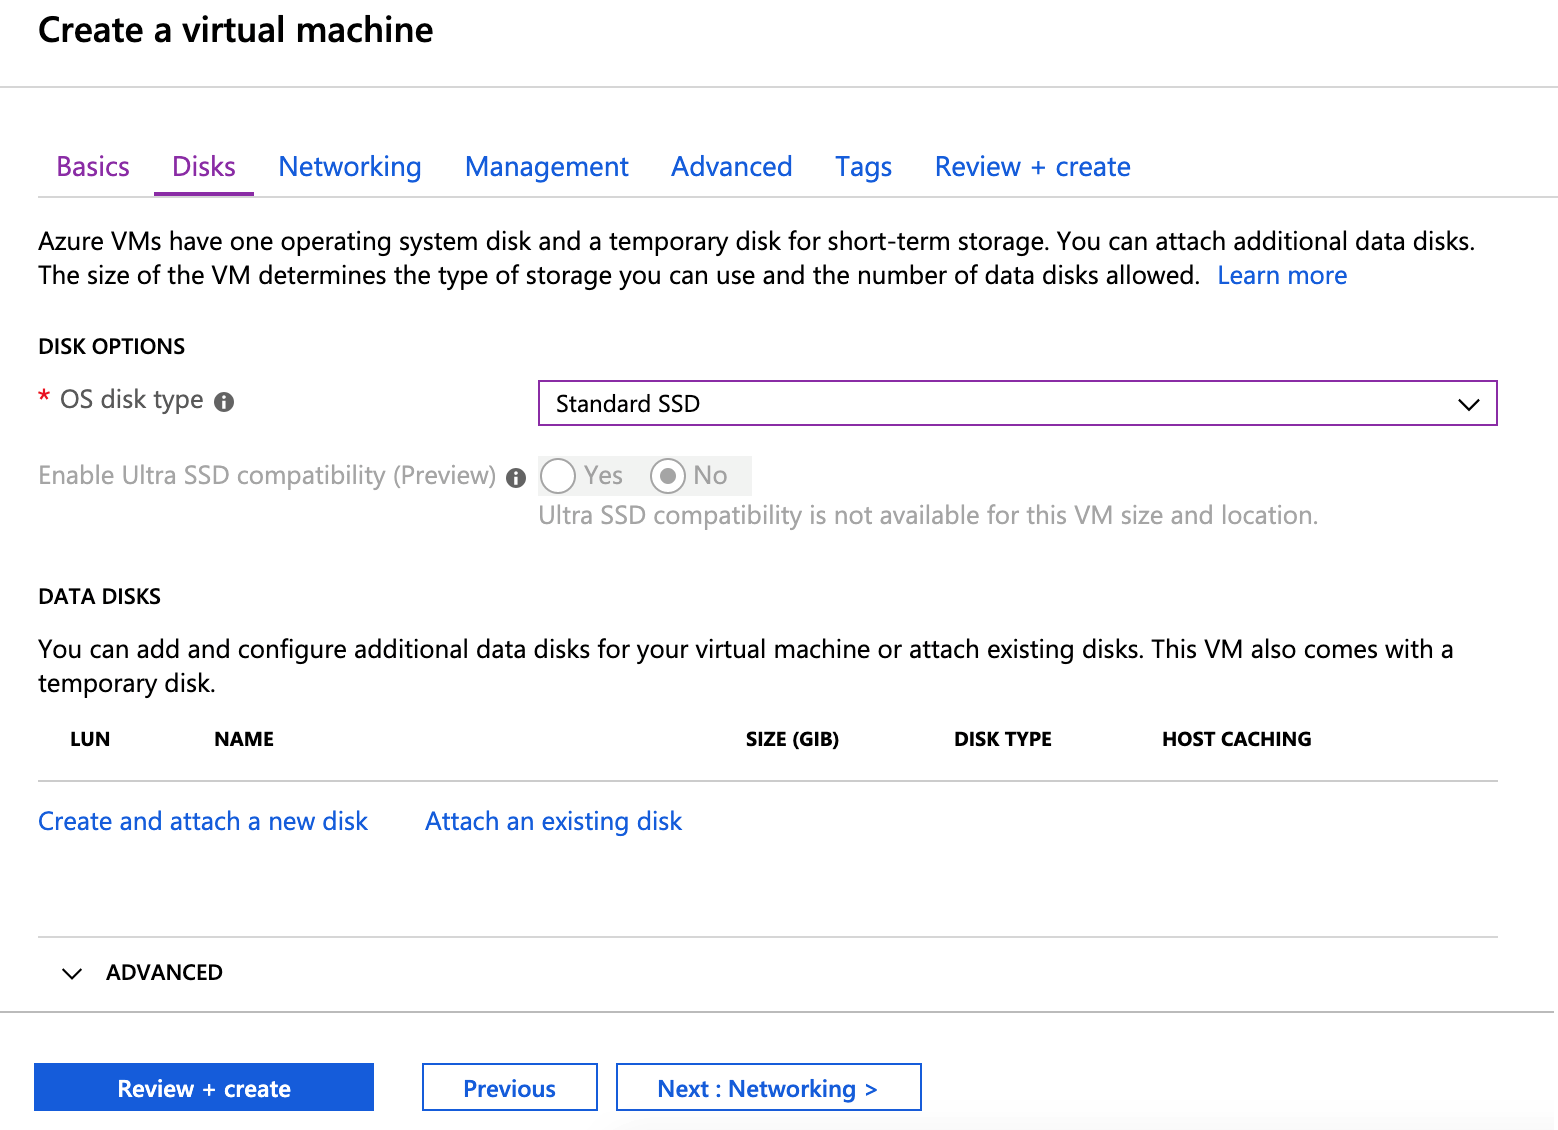 Create a virtual machine
Basics Disks Networking Management Advanced Tags Review + create
Azure VMs have one operating system disk and a temporary disk for short-term storage. You can attach additional data disks.
The size of the VM determines the type of storage you can use and the number of data disks allowed. Learn more
DISK OPTIONS
* OS disk type
Standard SSD
Enable Ultra SSD compatibility (Preview) Yes No
Ultra SSD compatibility is not available for this VM size and location.
DATA DISKS
You can add and configure additional data disks for your virtual machine or attach existing disks. This VM also comes with a
temporary disk.
LUN NAME SIZE (GIB) DISK TYPE HOST CACHING
Create and attach a new disk Attach an existing disk
ADVANCED
Review + create Previous Next : Networking >